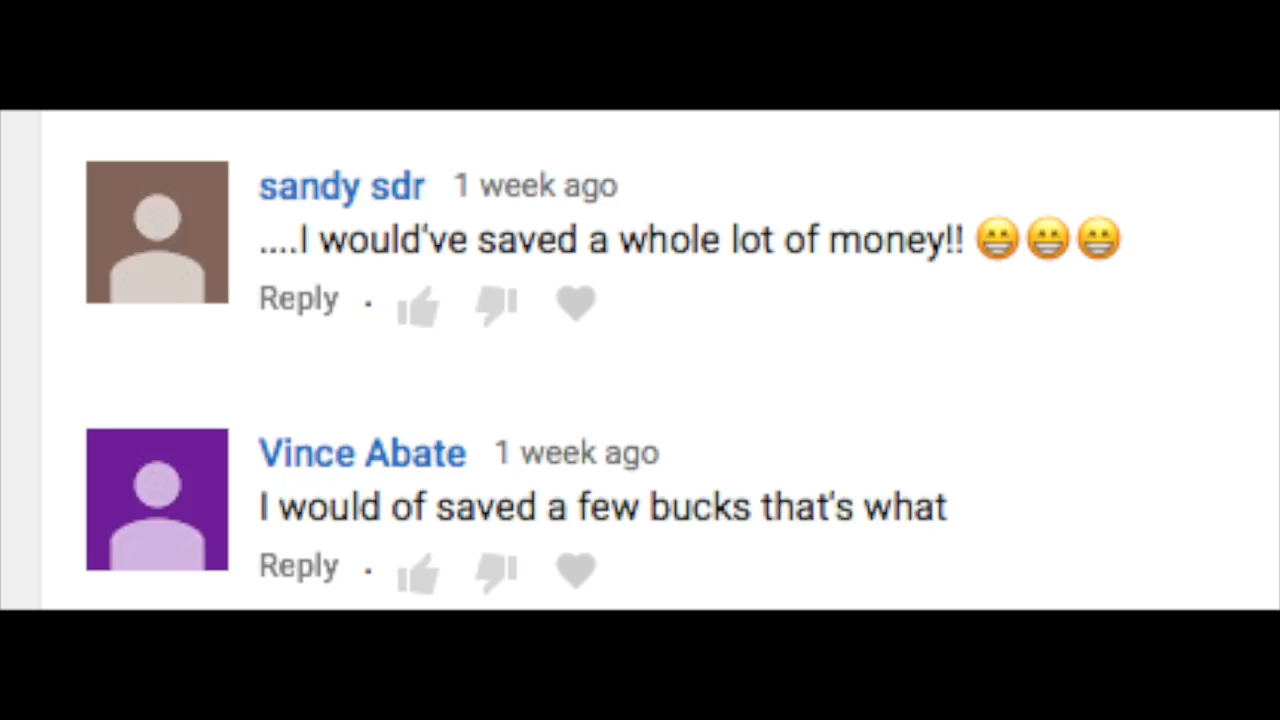 sandy sdr 1 week ago
....I would've saved a whole lot of money!! 😁😁😁
Reply .
Vince Abate 1 week ago
I would of saved a few bucks that's what
Reply .